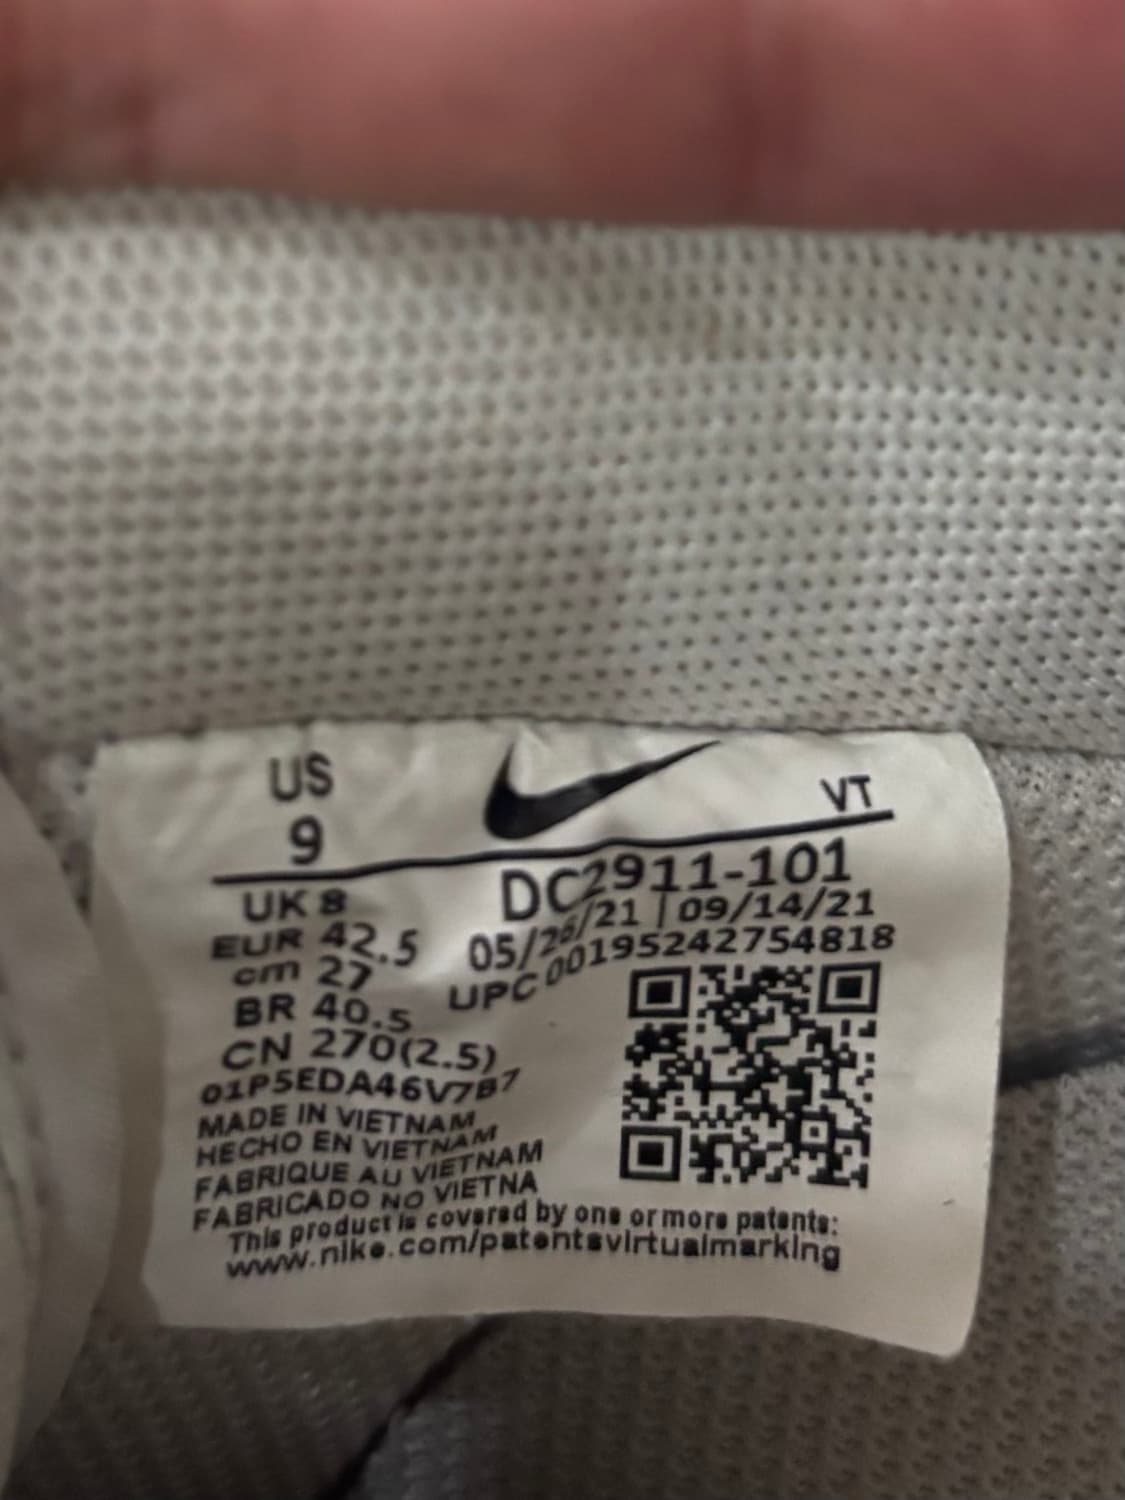 US
9
VT
UK 8
EUR 42.5
cm 27
BR 40.5
CN 270(2.5)
DC2911-101
05/26/21 | 09/14/21
UPC 00195242754818
01P5EDA46V7B7
MADE IN VIETNAM
HECHO EN VIETNAM
FABRIQUE AU VIETNAM
FABRICADO NO VIETNA
This product is covered by one or more patents:
www.nike.com/patentsvirtualmarking